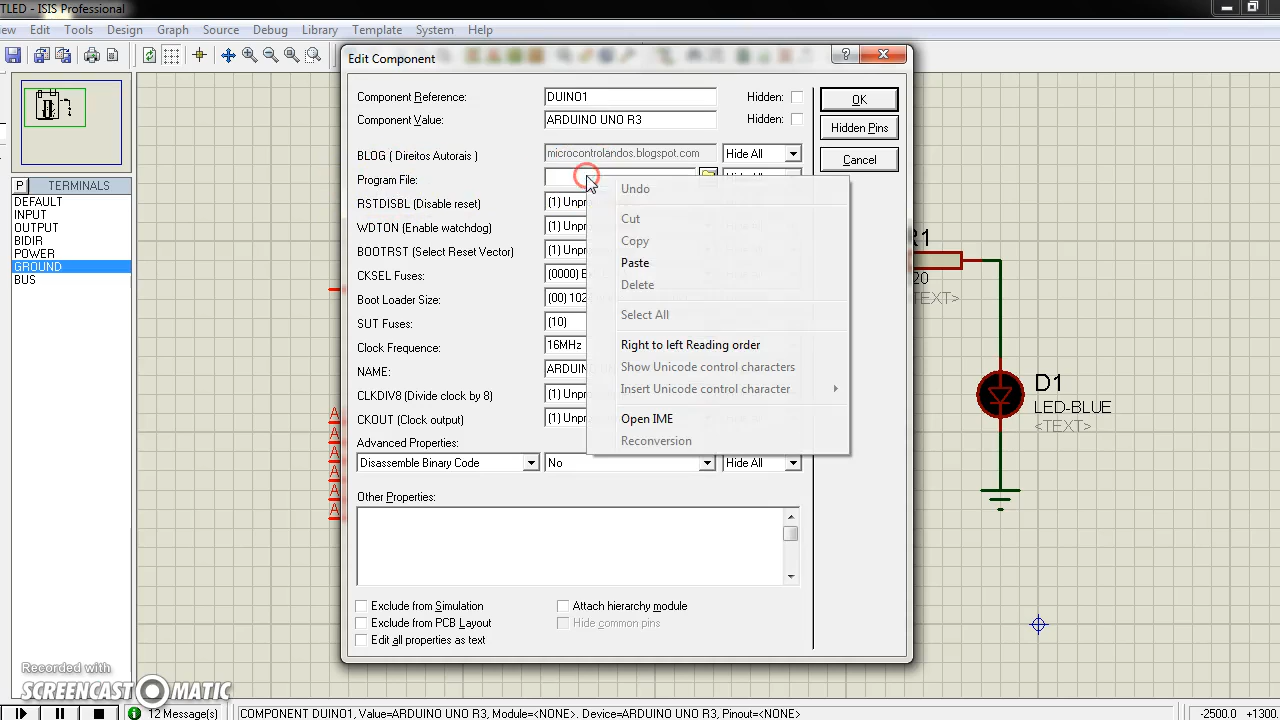 TLED - ISIS Professional
ew Edit Tools Design Graph Source Debug Library Template System Help
Edit Component
Component Reference: DUINO1 Hidden:
OK
Component Value: ARDUINO UNO R3 Hidden:
Hidden Pins
BLOG ( Direitos Autorais ) microcontrolandos.blogspot.com Hide All
Cancel
Program File:
RSTDISBL (Disable reset) (1) Unpr
WDTON (Enable watchdog) (1) Unpr
BOOTRST (Select Reset Vector) (1) Unpr
CKSEL Fuses: (0000) E
Boot Loader Size: (00) 102
SUT Fuses: (10)
Clock Frequency: 16MHz
NAME: ARDUIN
CLKDIV8 (Divide clock by 8) (1) Unpr
CKOUT (Clock output) (1) Unpr
anced Properties:
Disassemble Binary Code No Hide All
Other Properties:
Exclude from Simulation Attach hierarchy module
Exclude from PCB Layout Hide common pins
Edit all properties as text
Undo
Cut
Copy
Paste
Delete
Select All
Right to left Reading order
Show Unicode control characters
Insert Unicode control character
Open IME
Reconversion
P TERMINALS
DEFAULT
INPUT
OUTPUT
BIDIR
POWER
GROUND
BUS
A
A
A
A
A
A
R1
20
TEXT>
D1
LED-BLUE
<TEXT>
Recorded with
SCREENCAST MATIC
12 Message(s) COMPONENT DUINO1, Value=ARDUINO UNO R3, Module=<NONE>, Device=ARDUINO UNO R3, Pinout=<NONE> -2500.0 +1300